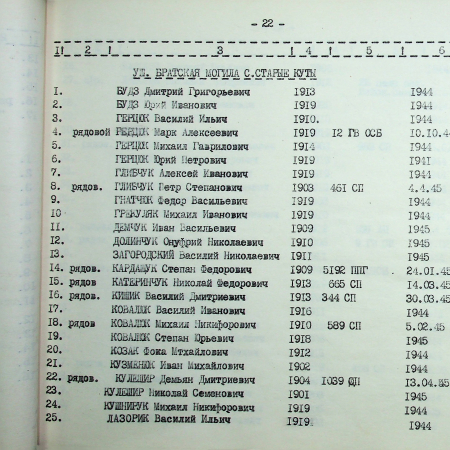 - 22 -
1 2 3 4 5 6
УП. БРАТСКАЯ МОГИЛА С.СТАРЫЕ КУТЫ
1. БУДЗ Дмитрий Григорьевич 1913 1944
2. БУДЗ Юрий Иванович 1919 1944
3. ГЕРЦЮК Василий Ильич 1910. 1944
4. рядовой Марк Алексеевич 1919 12 ГВ ОСБ 10.10.44
5. ГЕРЦЮК Михаил Гаврилович 1914 1944
6. ГЕРЦЮК Юрий Петрович 1919 1941
7. ГЛИБЧУК Алексей Иванович 1919 1944
8. рядов. ГЛИБЧУК Петр Степанович 1903 461 СП 4.4.45
9. ГНАТЧЮК Федор Васильевич 1919 1944
10 ГРЕКУЛЯК Михаил Иванович 1919 1944
11. ДЕМЧУК Иван Васильевич 1909 1945
12. ДОЛИНЧУК Онуфрий Николаевич 1910 1945
13. ЗАГОРОДСКИЙ Василий Николаевич 1911 1945
14. рядов. КАРДАЩУК Степан Федорович 1909 5192 ППГ 24.01.45
15. рядов КАТЕРИНЧУК Николай Федорович 1913 665 СП 14.03.45
16. рядов. КИЩИК Василий Дмитриевич 1913 344 СП 30.03.45
17. КОВАЛЮК Василий Иванович 1916 1944
18. рядов КОВАЛЮК Михаил Никифорович 1910 589 СП 5.02.45
19. КОВАЛЮК Степан Юрьевич 1918 1945
20. КОЗАК Фока Мтхайлович 1912 1944
21. КУЗМЕНЮК Иван Михайлович 1902 1944
22. рядов. КУЛЕШИР Демьян Дмитриевич 1904 1039 СП 13.04.45
23. КУЛЕШИР Николай Семенович 1901 1945
24. КУШНИРУК Михаил Никифорович 1919 1944
25. ЛАЗОРИК Василий Ильич 1919 1944